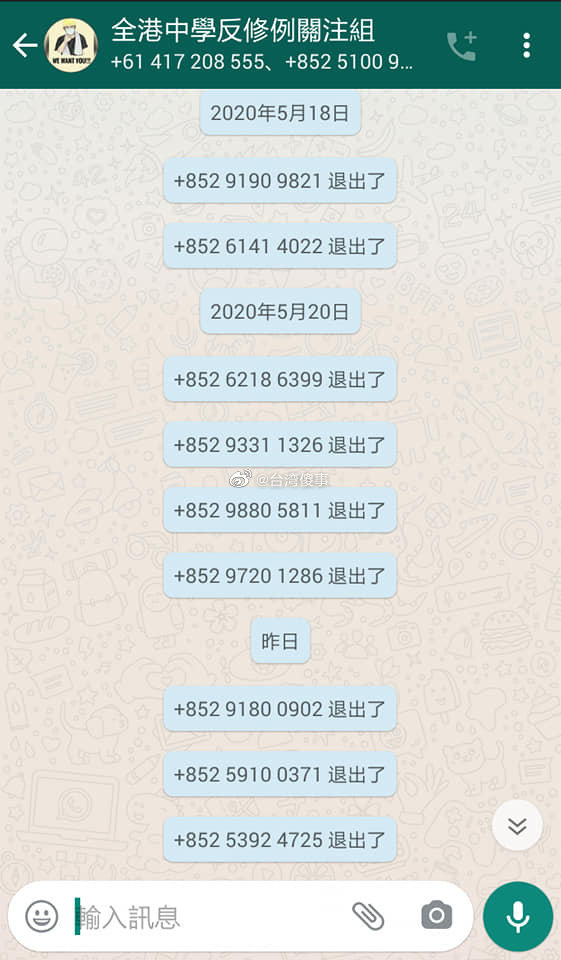 全港中學反修例關注組
+61 417 208 555、+852 5100 9...
WE WANT YOU!!!
2020年5月18日
+852 9190 9821 退出了
+852 6141 4022 退出了
2020年5月20日
+852 6218 6399 退出了
+852 9331 1326 退出了
@台湾傻事
+852 9880 5811 退出了
+852 9720 1286 退出了
昨日
+852 9180 0902 退出了
+852 5910 0371 退出了
+852 5392 4725 退出了
輸入訊息